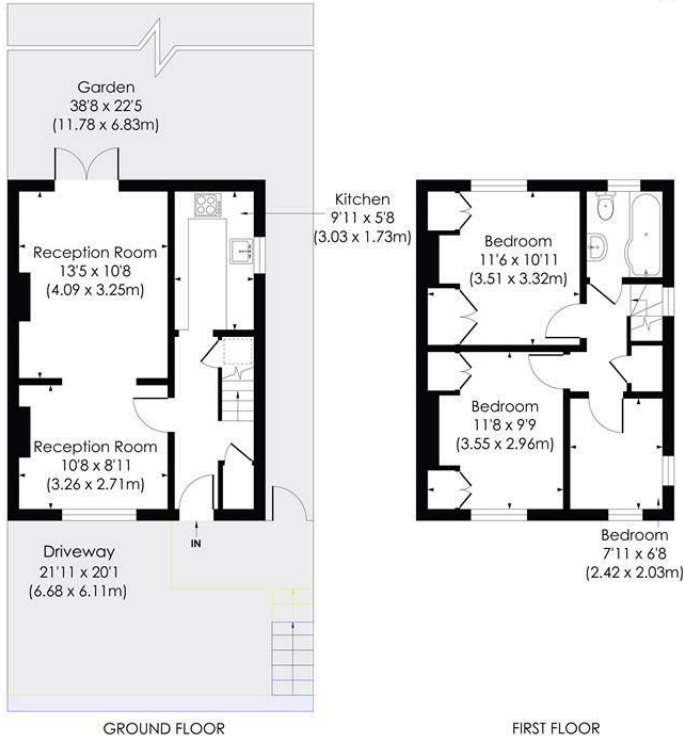 Garden
38'8 x 22'5
(11.78 x 6.83m)
Kitchen
9'11 x 5'8
(3.03 x 1.73m)
Reception Room
13'5 x 10'8
(4.09 x 3.25m)
Reception Room
10'8 x 8'11
(3.26 x 2.71m)
IN
Driveway
21'11 x 20'1
(6.68 x 6.11m)
GROUND FLOOR
Bedroom
11'6 x 10'11
(3.51 x 3.32m)
Bedroom
11'8 x 9'9
(3.55 x 2.96m)
Bedroom
7'11 x 6'8
(2.42 x 2.03m)
FIRST FLOOR